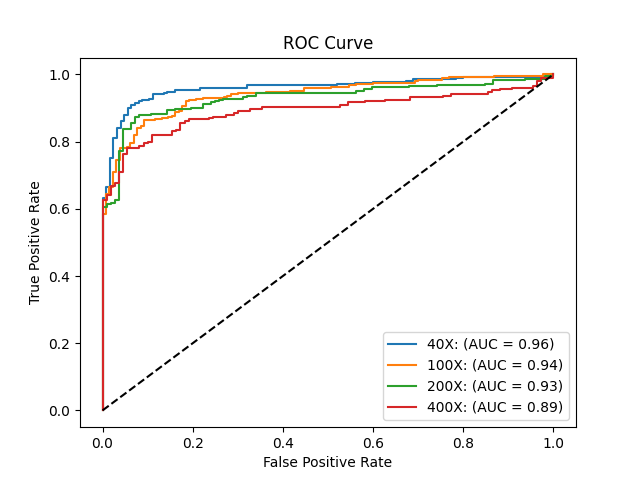 ROC Curve
1.0
0.8
0.6
0.4
0.2
0.0
True Positive Rate
0.0 0.2 0.4 0.6 0.8 1.0
False Positive Rate
40X: (AUC = 0.96)
100X: (AUC = 0.94)
200X: (AUC = 0.93)
400X: (AUC = 0.89)